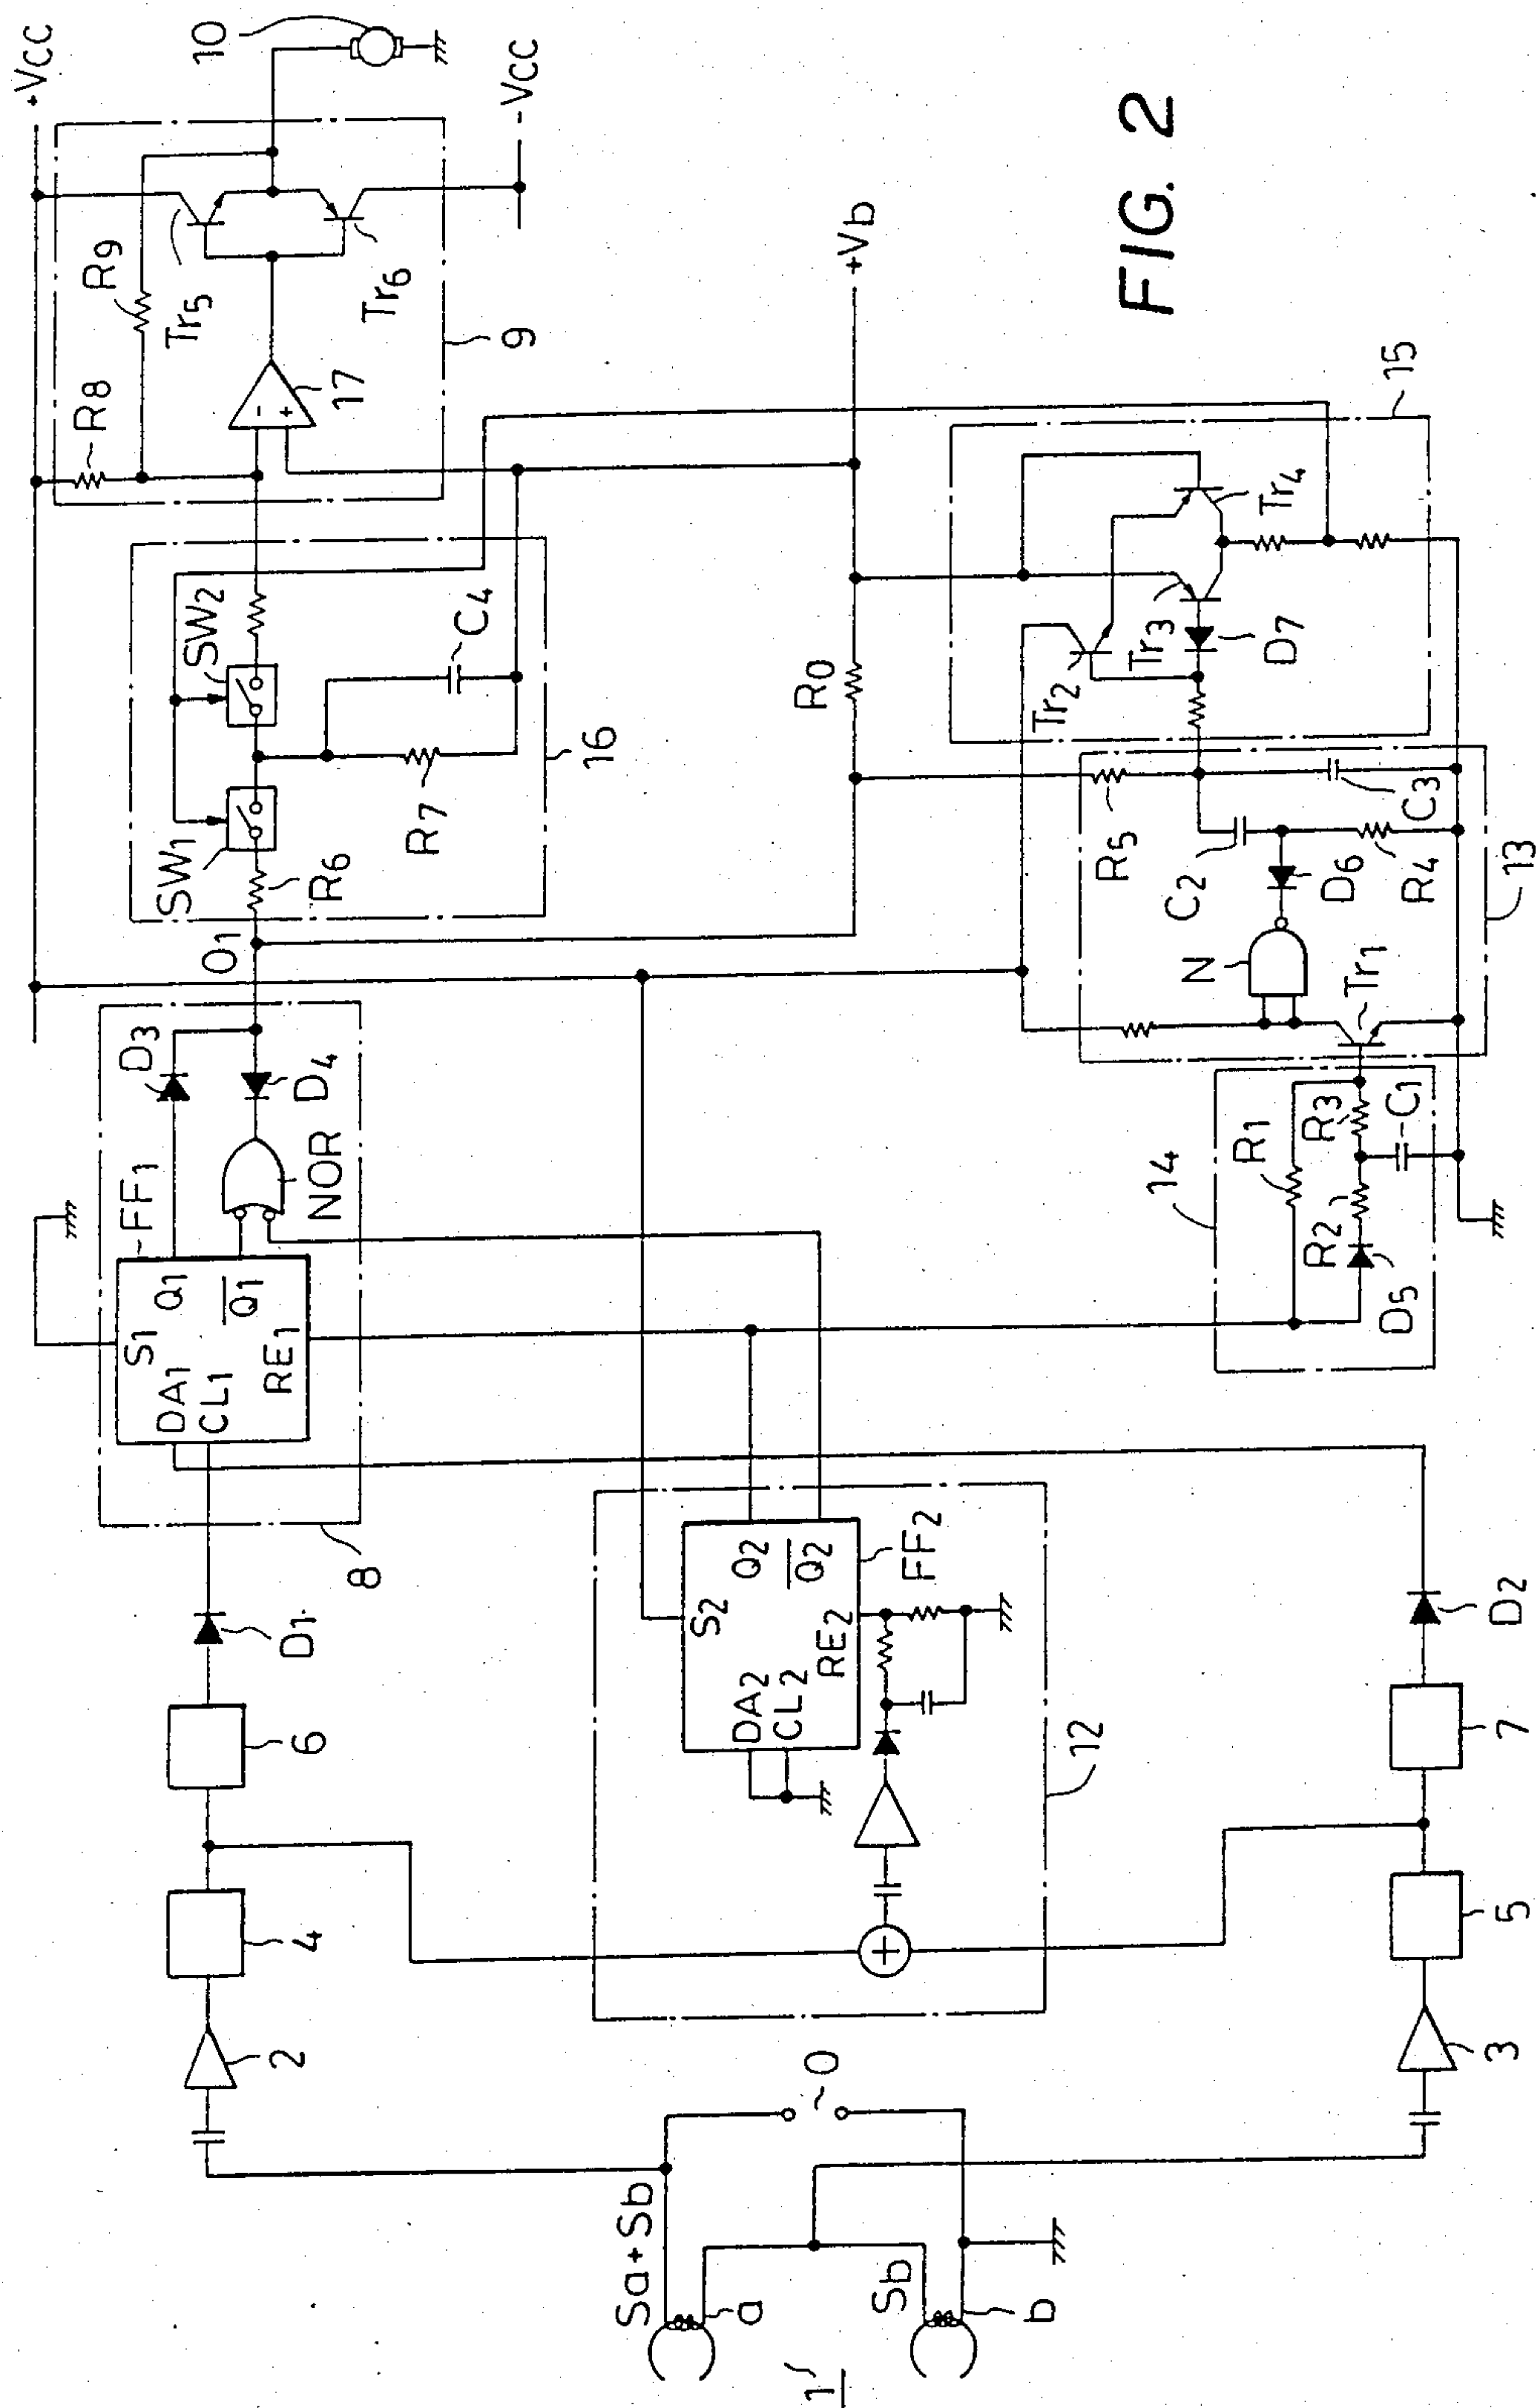 FIG. 2
+VCC
10
-VCC
R9
Tr5
Tr6
9
R8
17
-
+
+Vb
15
SW2
C4
Tr4
Tr3
D7
Tr2
R0
16
SW1
R6
R7
O1
R5
C2
C3
D6
R4
13
N
Tr1
D3
D4
FF1
NOR
S1
Q1
Q1
DA1
CL1
RE1
8
14
R1
R3
C1
R2
D5
D1
6
4
2
S2
Q2
Q2
DA2
CL2
RE2
FF2
12
+
D2
7
5
3
O
Sa+Sb
a
Sb
b
1